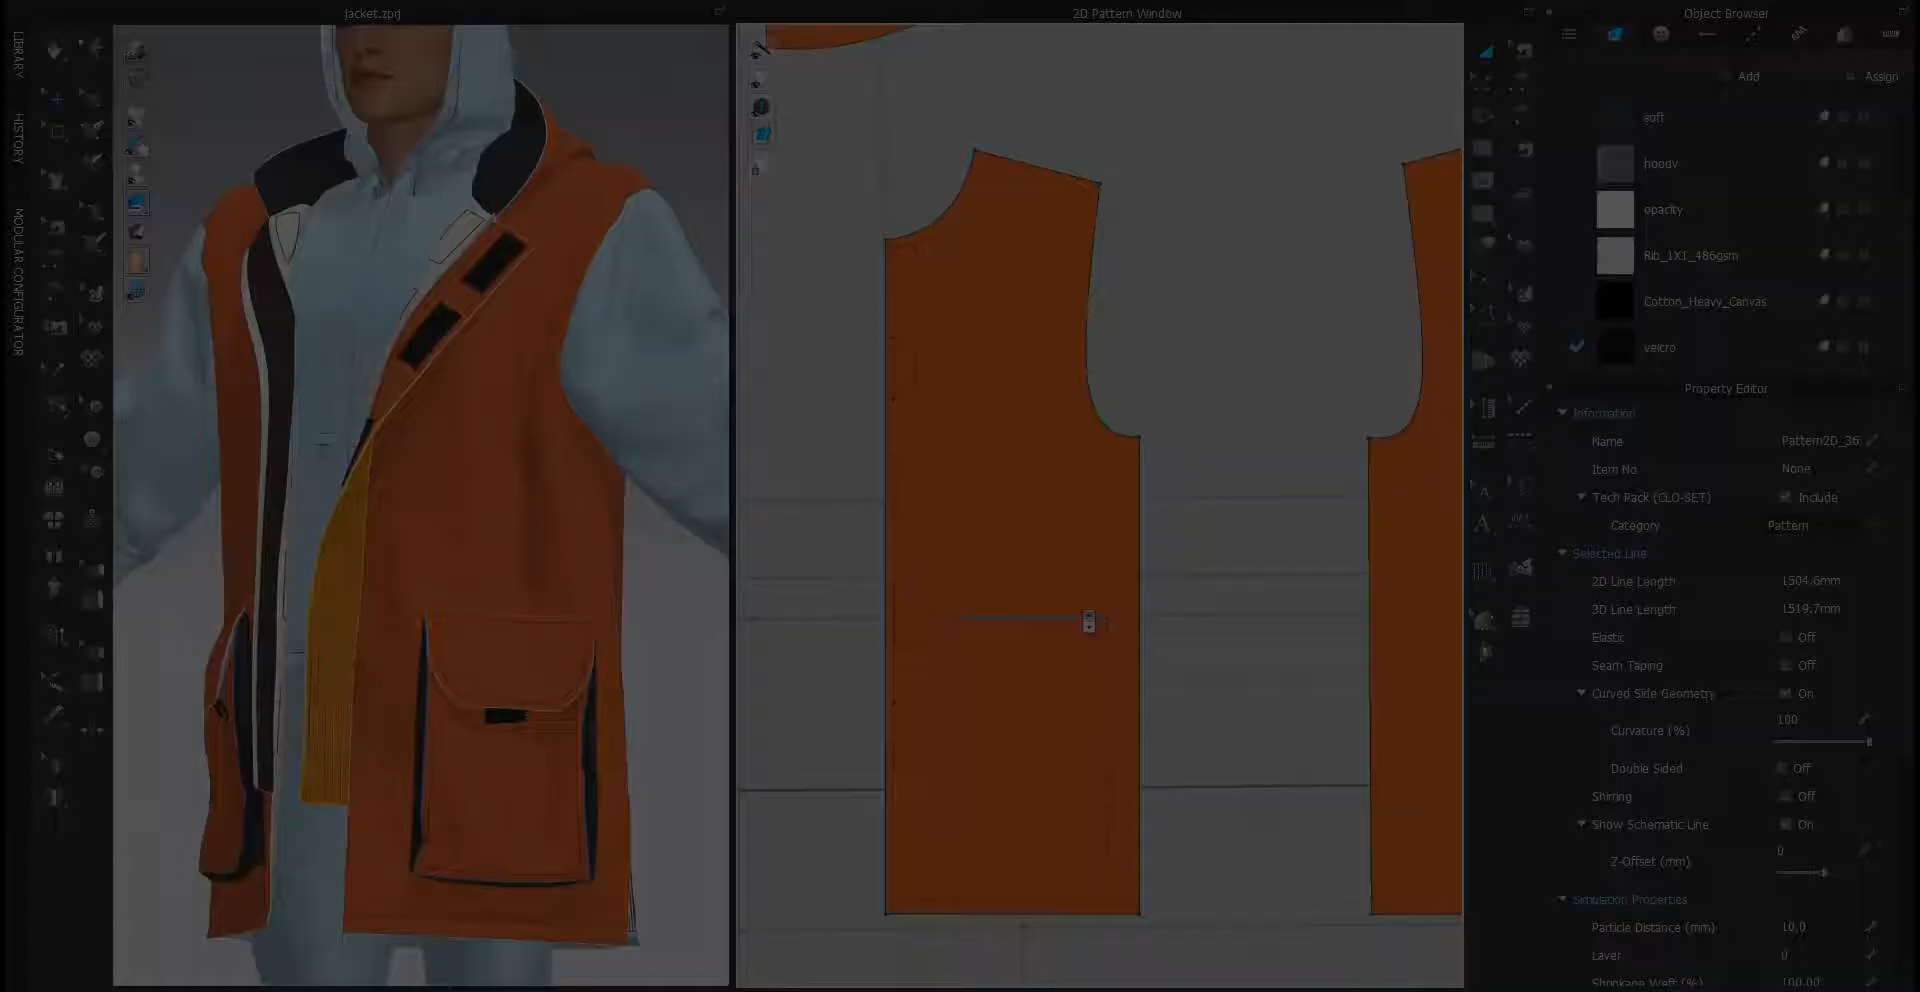 jacket.zprj
2D Pattern Window
Object Browser
LIBRARY
HISTORY
MODULAR CONFIGURATOR
Add
Assign
soft
hoody
opacity
Rib_1X1_486gsm
Cotton_Heavy_Canvas
velcro
Property Editor
Information
Name Pattern2D_36
Item No None
Tech Pack (CLO-SET) Include
Category Pattern
Selected Line
2D Line Length 1504.6mm
3D Line Length 1519.7mm
Elastic Off
Seam Taping Off
Curved Side Geometry On
100
Curvature (%)
Double Sided Off
Shirring Off
Show Schematic Line On
0
Z-Offset (mm)
Simulation Properties
Particle Distance (mm) 10.0
Layer 0
Shrinkage Weft (%) 100.00